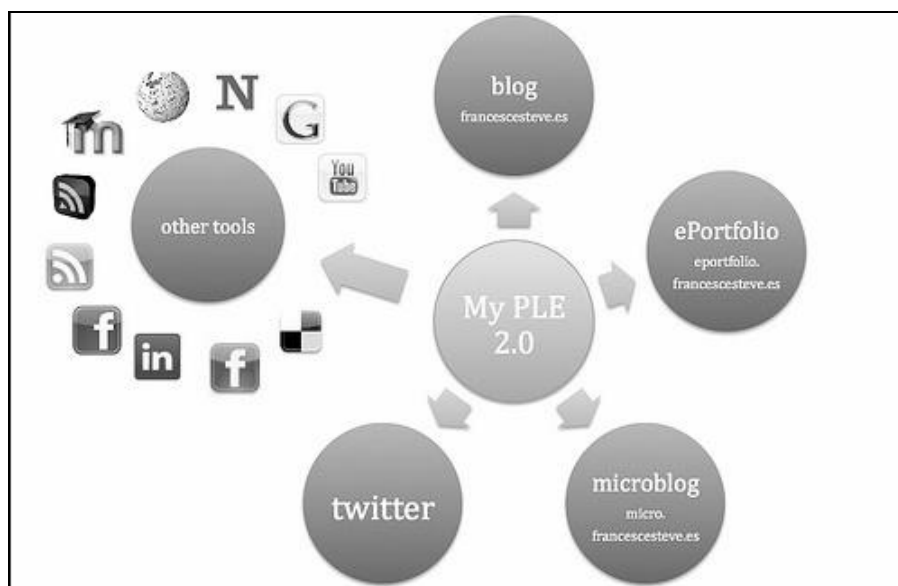 blog
francescesteve.es
N
G
m
You
Tube
other tools
ePortfolio
eportfolio.
francescesteve.es
My PLE
2.0
f
in
f
twitter
microblog
micro.
francescesteve.es